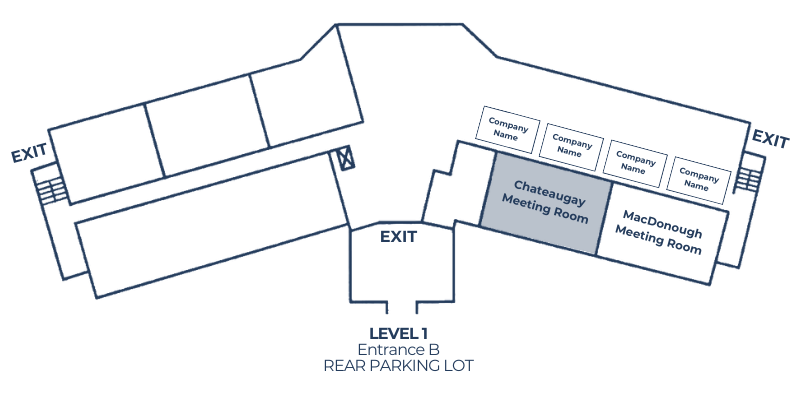 EXIT
EXIT
Company
Name
Company
Name
Company
Name
Company
Name
Chateaugay
Meeting Room
MacDonough
Meeting Room
EXIT
LEVEL 1
Entrance B
REAR PARKING LOT